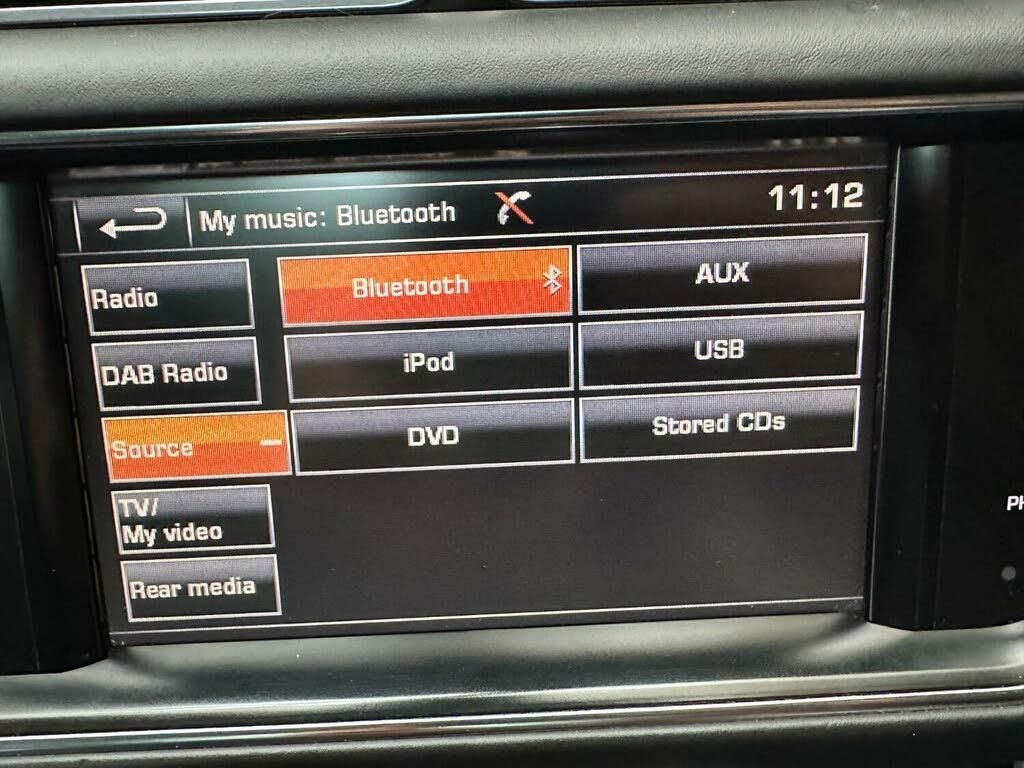 My music: Bluetooth
11:12
Radio
Bluetooth
AUX
DAB Radio
iPod
USB
Source
DVD
Stored CDs
TV/
My video
Rear media
PH